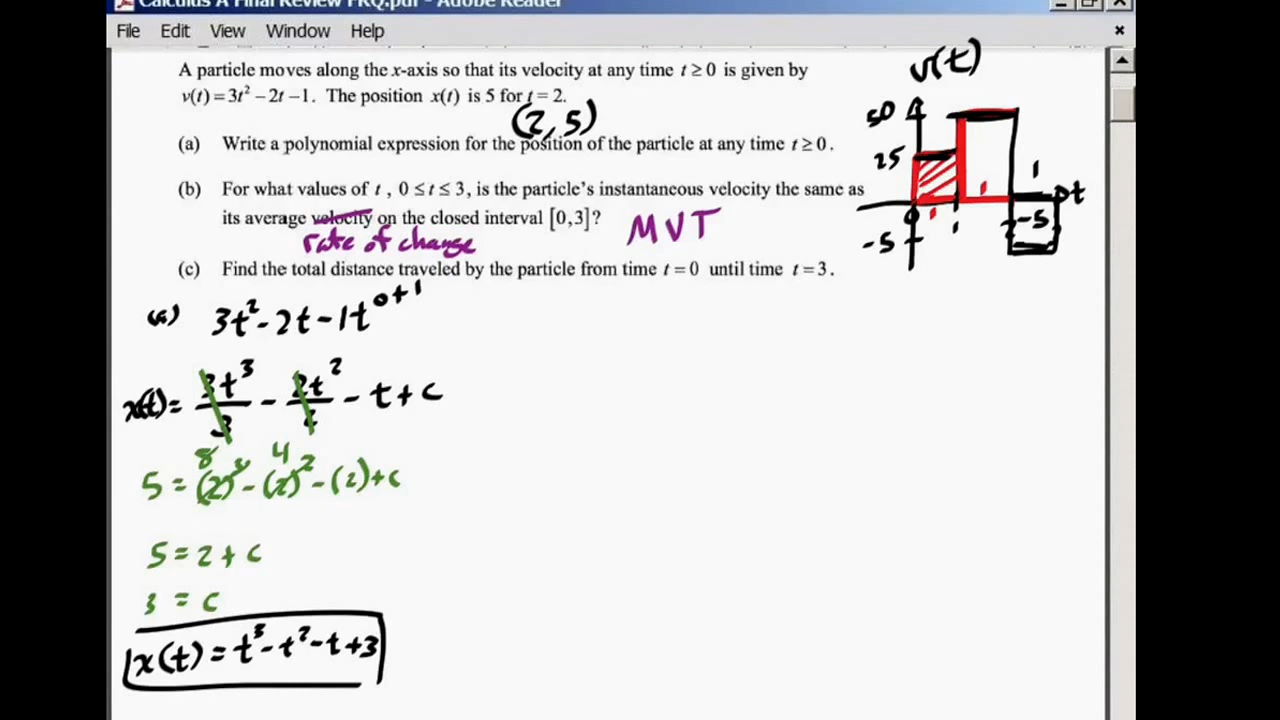 Calculus A Final Review FRQ.pdf - Adobe Reader
File Edit View Window Help
A particle moves along the x-axis so that its velocity at any time t ≥ 0 is given by
v(t) = 3t² − 2t − 1. The position x(t) is 5 for t = 2.
(2, 5)
(a) Write a polynomial expression for the position of the particle at any time t ≥ 0.
(b) For what values of t , 0 ≤ t ≤ 3, is the particle's instantaneous velocity the same as
its average velocity on the closed interval [0,3]?
rate of change
MVT
(c) Find the total distance traveled by the particle from time t = 0 until time t = 3.
v(t)
50
25
t
0
-5
-5
(a) 3t² - 2t - 1t⁰⁺¹
x(t) = 3t³/3 - 2t²/2 - t + c
8 4
5 = (2)³ - (2)² - (2) + c
5 = 2 + c
3 = c
x(t) = t³ - t² - t + 3